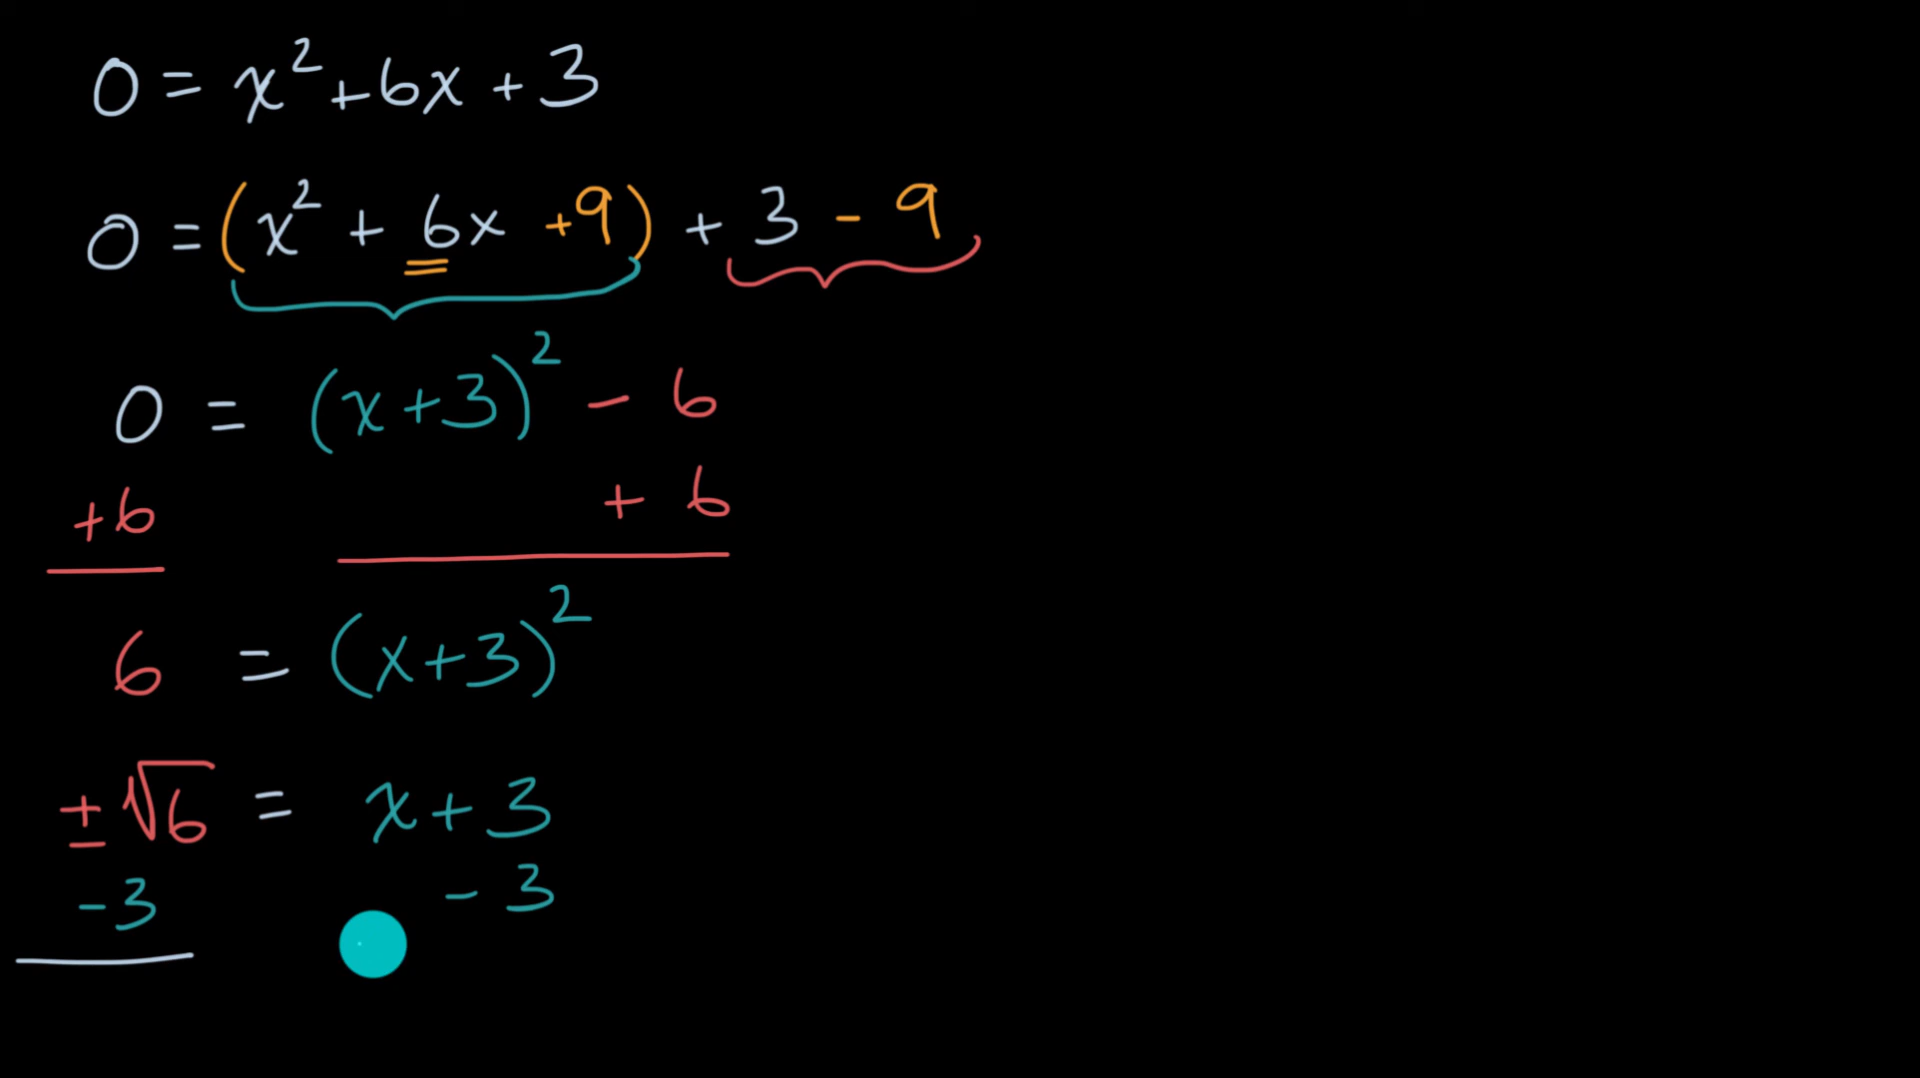 0 = x² + 6x + 3
0 = (x² + 6x + 9) + 3 - 9
0 = (x+3)² - 6
+6 + 6
6 = (x+3)²
±√6 = x + 3
-3 - 3